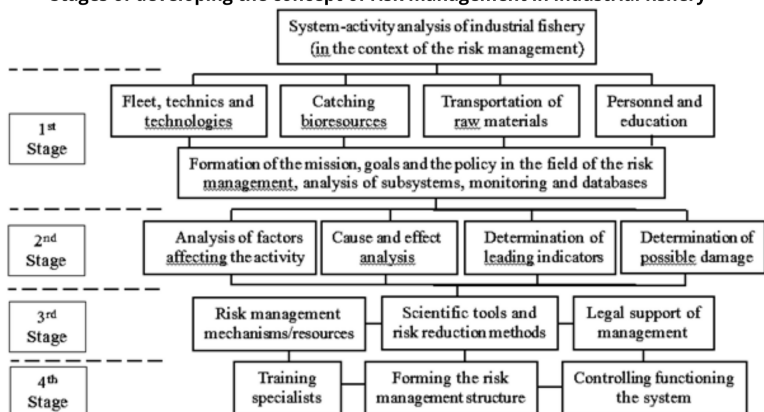 Stages of developing the concept of risk management in industrial fishery
System-activity analysis of industrial fishery
(in the context of the risk management)
1st
Stage
Fleet, technics and
technologies
Catching
bioresources
Transportation of
raw materials
Personnel and
education
Formation of the mission, goals and the policy in the field of the risk
management, analysis of subsystems, monitoring and databases
2nd
Stage
Analysis of factors
affecting the activity
Cause and effect
analysis
Determination of
leading indicators
Determination of
possible damage
3rd
Stage
Risk management
mechanisms/resources
Scientific tools and
risk reduction methods
Legal support of
management
4th
Stage
Training
specialists
Forming the risk
management structure
Controlling functioning
the system